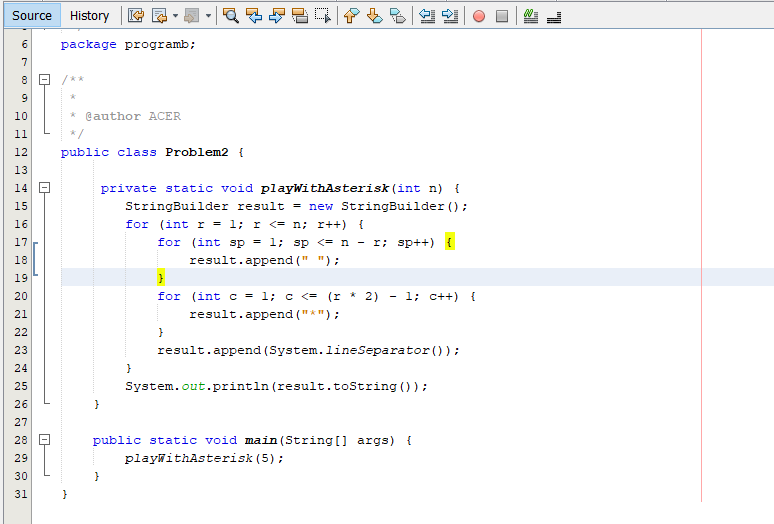 Source History
6 package programb;
7
8 /**
9 *
10 * @author ACER
11 */
12 public class Problem2 {
13
14 private static void playWithAsterisk(int n) {
15 StringBuilder result = new StringBuilder();
16 for (int r = 1; r <= n; r++) {
17 for (int sp = 1; sp <= n - r; sp++) {
18 result.append(" ");
19 }
20 for (int c = 1; c <= (r * 2) - 1; c++) {
21 result.append("*");
22 }
23 result.append(System.lineSeparator());
24 }
25 System.out.println(result.toString());
26 }
27
28 public static void main(String[] args) {
29 playWithAsterisk(5);
30 }
31 }